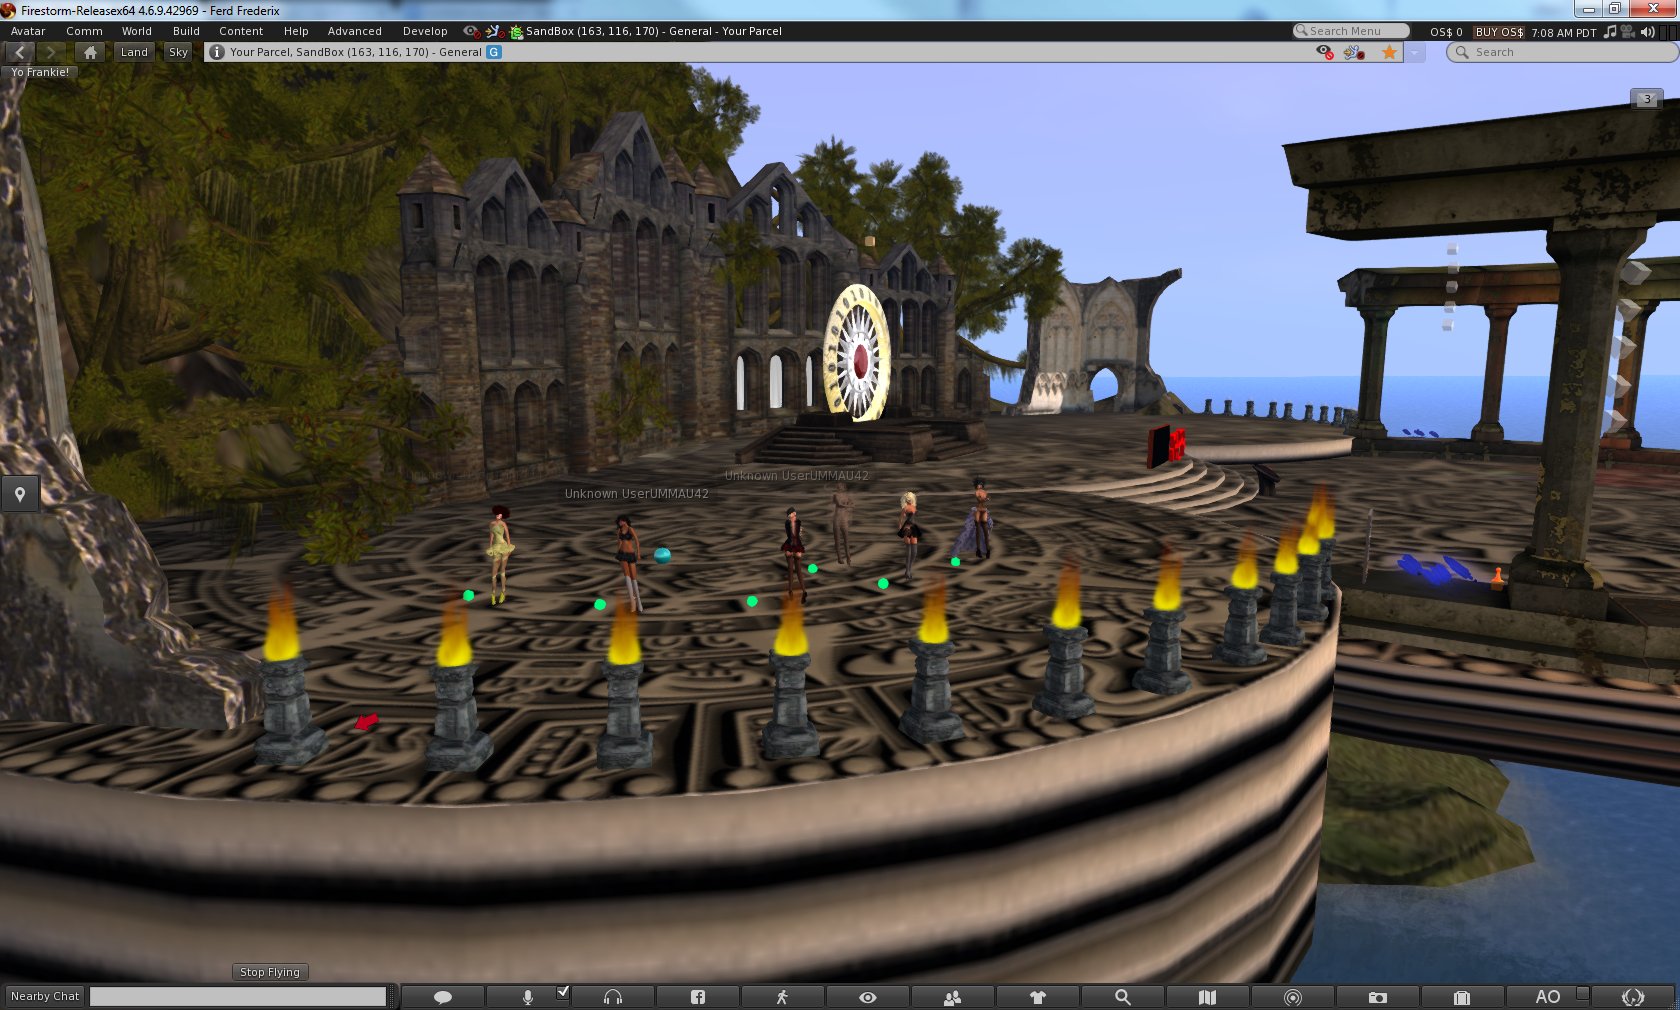 Firestorm-Releasex64 4.6.9.42969 - Ferd Frederix
Avatar Comm World Build Content Help Advanced Develop SandBox (163, 116, 170) - General - Your Parcel Search Menu OS$ 0 BUY OS$ 7:08 AM PDT
Land Sky Your Parcel, SandBox (163, 116, 170) - General G Search
Yo Frankie!
3
Unknown UserUMMAU42
Unknown UserUMMAU42
Stop Flying
Nearby Chat AO